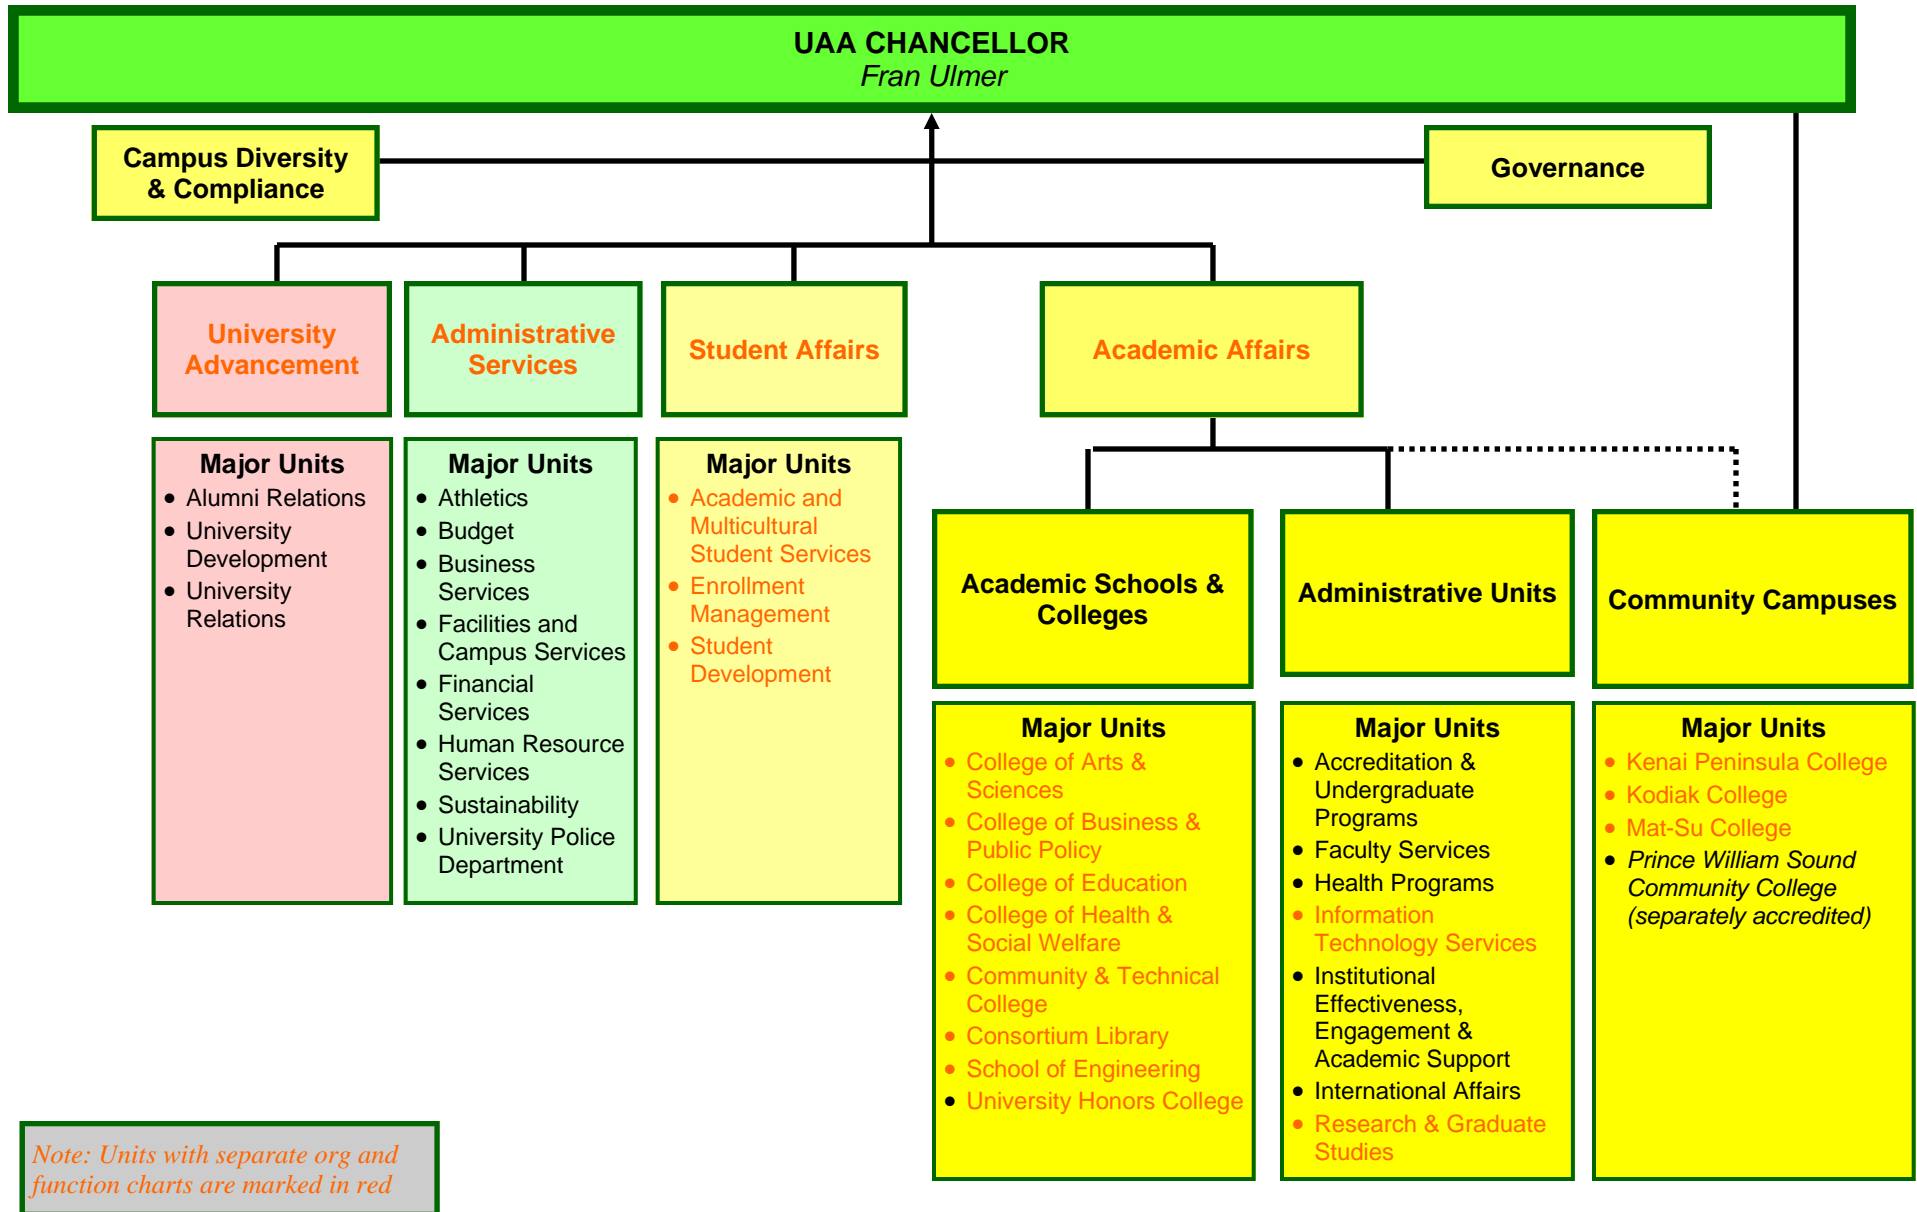 UAA CHANCELLOR
Fran Ulmer
Campus Diversity
& Compliance
Governance
University
Advancement
Administrative
Services
Student Affairs
Academic Affairs
Major Units
• Alumni Relations
• University
Development
• University
Relations
Major Units
• Athletics
• Budget
• Business
Services
• Facilities and
Campus Services
• Financial
Services
• Human Resource
Services
• Sustainability
• University Police
Department
Major Units
• Academic and
Multicultural
Student Services
• Enrollment
Management
• Student
Development
Academic Schools &
Colleges
Administrative Units
Community Campuses
Major Units
• College of Arts &
Sciences
• College of Business &
Public Policy
• College of Education
• College of Health &
Social Welfare
• Community & Technical
College
• Consortium Library
• School of Engineering
• University Honors College
Major Units
• Accreditation &
Undergraduate
Programs
• Faculty Services
• Health Programs
• Information
Technology Services
• Institutional
Effectiveness,
Engagement &
Academic Support
• International Affairs
• Research & Graduate
Studies
Major Units
• Kenai Peninsula College
• Kodiak College
• Mat-Su College
• Prince William Sound
Community College
(separately accredited)
Note: Units with separate org and
function charts are marked in red